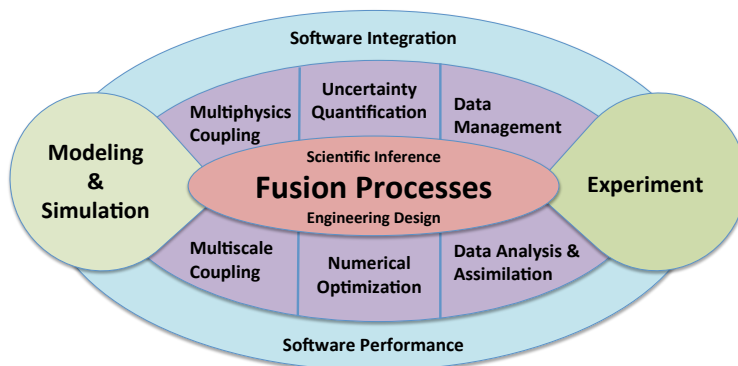 Software Integration
Multiphysics
Coupling
Uncertainty
Quantification
Data
Management
Modeling
&
Simulation
Scientific Inference
Fusion Processes
Engineering Design
Experiment
Multiscale
Coupling
Numerical
Optimization
Data Analysis &
Assimilation
Software Performance